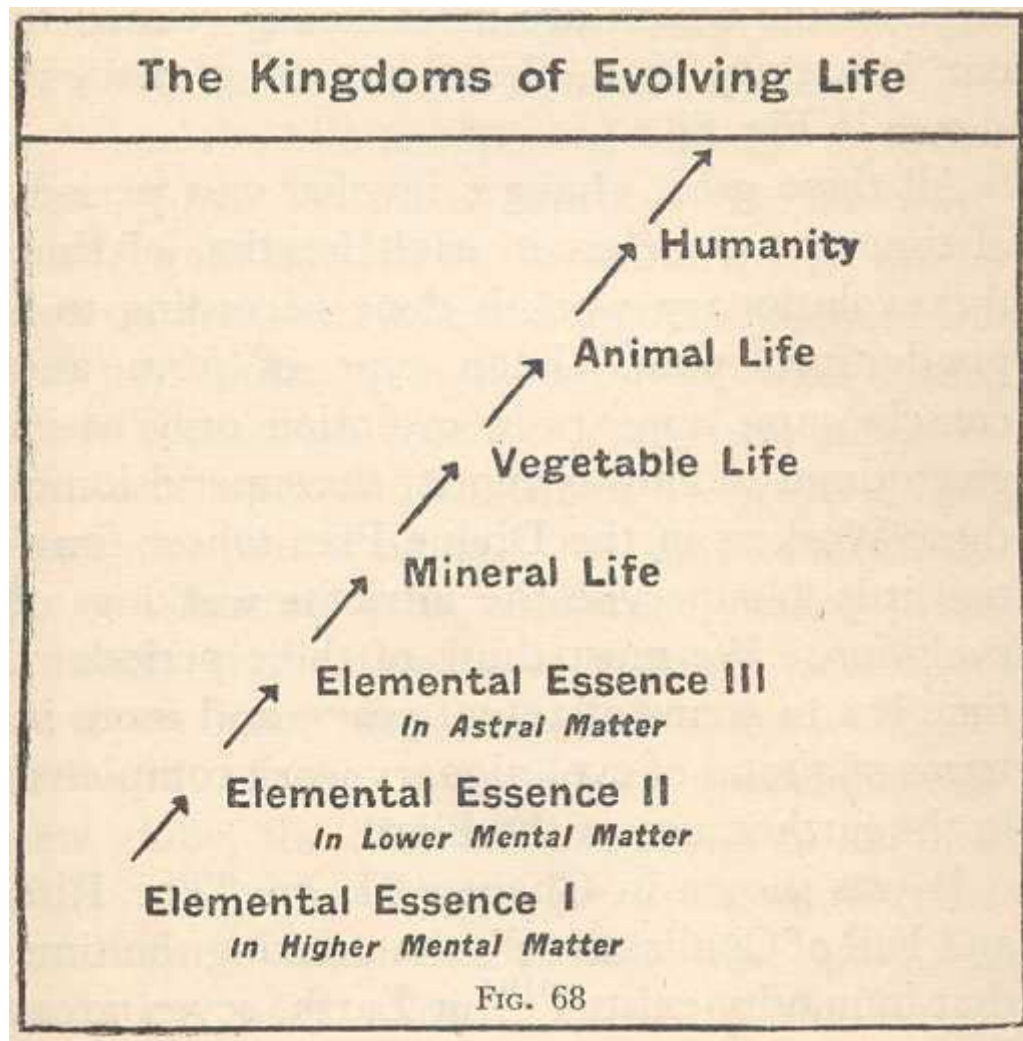 The Kingdoms of Evolving Life
Humanity
Animal Life
Vegetable Life
Mineral Life
Elemental Essence III
In Astral Matter
Elemental Essence II
In Lower Mental Matter
Elemental Essence I
In Higher Mental Matter
FIG. 68